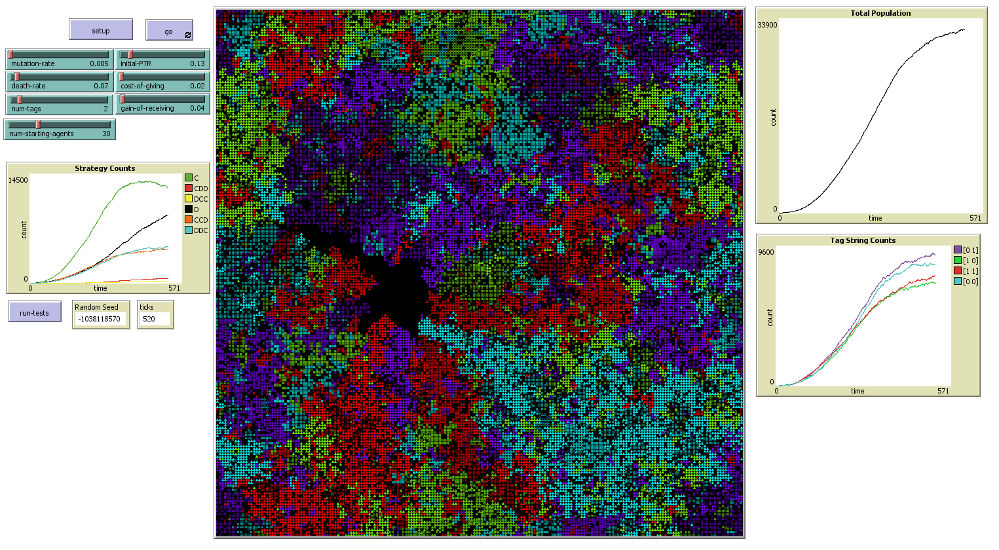 setup
go
mutation-rate 0.005
initial-PTR 0.13
death-rate 0.07
cost-of-giving 0.02
num-tags 2
gain-of-receiving 0.04
num-starting-agents 30
Strategy Counts
14500
count
0
0
time
571
C
CDD
DCC
D
CCD
DDC
run-tests
Random Seed
-1038118570
ticks
520
Total Population
33900
count
0
0
time
571
Tag String Counts
9600
count
0
0
time
571
[0 1]
[1 0]
[1 1]
[0 0]